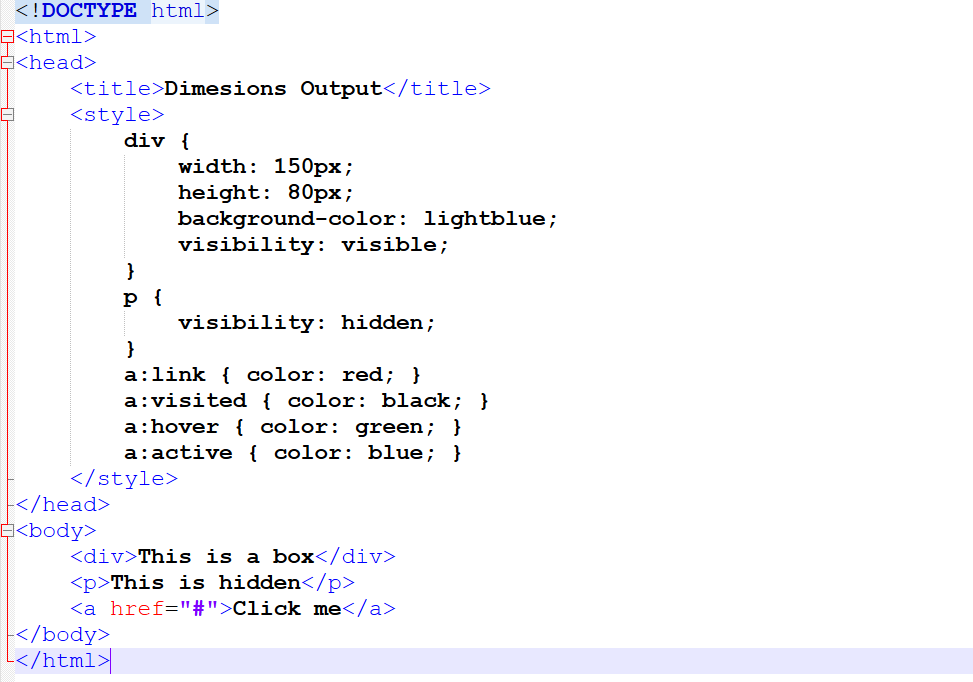 <!DOCTYPE html>
<html>
<head>
    <title>Dimesions Output</title>
    <style>
        div {
            width: 150px;
            height: 80px;
            background-color: lightblue;
            visibility: visible;
        }
        p {
            visibility: hidden;
        }
        a:link { color: red; }
        a:visited { color: black; }
        a:hover { color: green; }
        a:active { color: blue; }
    </style>
</head>
<body>
    <div>This is a box</div>
    <p>This is hidden</p>
    <a href="#">Click me</a>
</body>
</html>